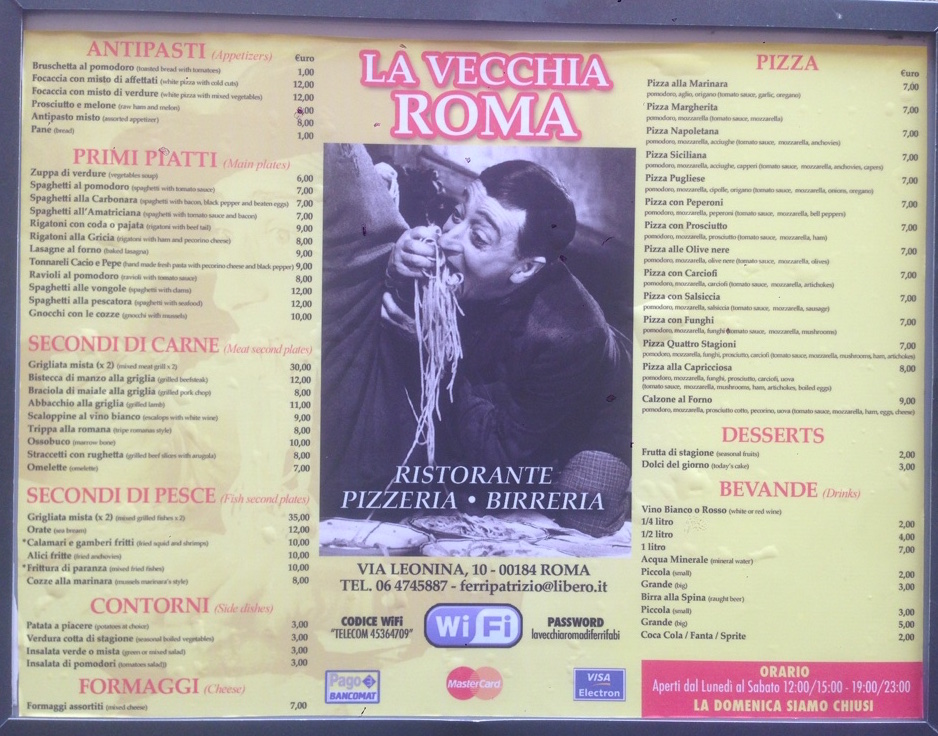 ANTIPASTI (Appetizers)
€uro
Bruschetta al pomodoro (toasted bread with tomatoes) 1,00
Focaccia con misto di affettati (white pizza with cold cuts) 12,00
Focaccia con misto di verdure (white pizza with mixed vegetables) 12,00
Prosciutto e melone (raw ham and melon)
Antipasto misto (assorted appetizer) 8,00
Pane (bread) 1,00
PRIMI PIATTI (Main plates)
Zuppa di verdure (vegetables soup) 6,00
Spaghetti al pomodoro (spaghetti with tomato sauce) 7,00
Spaghetti alla Carbonara (spaghetti with bacon, black pepper and beaten eggs) 7,00
Spaghetti all'Amatriciana (spaghetti with tomato sauce and bacon) 7,00
Rigatoni con coda o pajata (rigatoni with beef tail) 9,00
Rigatoni alla Gricia (rigatoni with ham and pecorino cheese) 8,00
Lasagne al forno (baked lasagna) 9,00
Tonnareli Cacio e Pepe (hand made fresh pasta with pecorino cheese and black pepper) 9,00
Ravioli al pomodoro (ravioli with tomato sauce) 8,00
Spaghetti alle vongole (spaghetti with clams) 12,00
Spaghetti alla pescatora (spaghetti with seafood) 12,00
Gnocchi con le cozze (gnocchi with mussels) 10,00
SECONDI DI CARNE (Meat second plates)
Grigliata mista (x 2) (mixed meat grill x 2) 30,00
Bistecca di manzo alla griglia (grilled beefsteak) 12,00
Braciola di maiale alla griglia (grilled pork chop) 8,00
Abbacchio alla griglia (grilled lamb) 11,00
Scaloppine al vino bianco (escalops with white wine) 9,00
Trippa alla romana (tripe romanas style) 8,00
Ossobuco (marrow bone) 10,00
Straccetti con rughetta (grilled beef slices with arugola) 8,00
Omelette (omelette) 7,00
SECONDI DI PESCE (Fish second plates)
Grigliata mista (x 2) (mixed grilled fishes x 2) 35,00
Orate (sea bream) 12,00
*Calamari e gamberi fritti (fried squid and shrimps) 10,00
Alici fritte (fried anchovies) 10,00
*Frittura di paranza (mixed fried fishes) 10,00
Cozze alla marinara (mussels marinara's style) 8,00
CONTORNI (Side dishes)
Patata a piacere (potatoes at choice) 3,00
Verdura cotta di stagione (seasonal boiled vegetables) 3,00
Insalata verde o mista (green or mixed salad) 3,00
Insalata di pomodori (tomatoes salad)) 3,00
FORMAGGI (Cheese)
Formaggi assortiti (mixed cheese) 7,00
LA VECCHIA
ROMA
RISTORANTE
PIZZERIA • BIRRERIA
VIA LEONINA, 10 - 00184 ROMA
TEL. 06 4745887 - ferripatrizio@libero.it
CODICE WiFi
"TELECOM 45364709"
Wi Fi
PASSWORD
lavecchiaromadiferrifabi
Pago
BANCOMAT
MasterCard
VISA
Electron
PIZZA
€uro
Pizza alla Marinara 7,00
pomodoro, aglio, origano (tomato sauce, garlic, oregano)
Pizza Margherita 7,00
pomodoro, mozzarella (tomato sauce, mozzarella)
Pizza Napoletana 7,00
pomodoro, mozzarella, acciughe (tomato sauce, mozzarella, anchovies)
Pizza Siciliana 7,00
pomodoro, mozzarella, acciughe, capperi (tomato sauce, mozzarella, anchovies, capers)
Pizza Pugliese 7,00
pomodoro, mozzarella, cipolle, origano (tomato sauce, mozzarella, onions, oregano)
Pizza con Peperoni 7,00
pomodoro, mozzarella, peperoni (tomato sauce, mozzarella, bell peppers)
Pizza con Prosciutto 7,00
pomodoro, mozzarella, prosciutto (tomato sauce, mozzarella, ham)
Pizza alle Olive nere 7,00
pomodoro, mozzarella, olive nere (tomato sauce, mozzarella, olives)
Pizza con Carciofi 7,00
pomodoro, mozzarella, carciofi (tomato sauce, mozzarella, artichokes)
Pizza con Salsiccia 7,00
pomodoro, mozzarella, salsiccia (tomato sauce, mozzarella, sausage)
Pizza con Funghi 7,00
pomodoro, mozzarella, funghi (tomato sauce, mozzarella, mushrooms)
Pizza Quattro Stagioni 7,00
pomodoro, mozzarella, funghi, prosciutto, carciofi (tomato sauce, mozzarella, mushrooms, ham, artichokes)
Pizza alla Capricciosa 8,00
pomodoro, mozzarella, funghi, prosciutto, carciofi, uova
(tomato sauce, mozzarella, mushrooms, ham, artichokes, boiled eggs)
Calzone al Forno 9,00
pomodoro, mozzarella, prosciutto cotto, pecorino, uova (tomato sauce, mozzarella, ham, eggs, cheese)
DESSERTS
Frutta di stagione (seasonal fruits) 2,00
Dolci del giorno (today's cake) 3,00
BEVANDE (Drinks)
Vino Bianco o Rosso (white or red wine)
1/4 litro 2,00
1/2 litro 4,00
1 litro 7,00
Acqua Minerale (mineral water)
Piccola (small) 2,00
Grande (big) 3,00
Birra alla Spina (raught beer)
Piccola (small) 3,00
Grande (big) 5,00
Coca Cola / Fanta / Sprite 2,00
ORARIO
Aperti dal Lunedì al Sabato 12:00/15:00 - 19:00/23:00
LA DOMENICA SIAMO CHIUSI